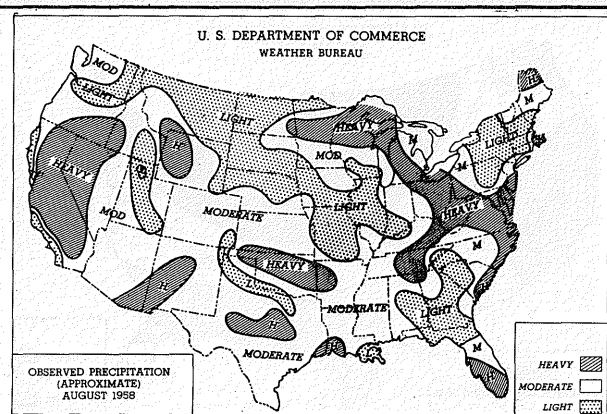 U. S. DEPARTMENT OF COMMERCE
WEATHER BUREAU
MOD
LIGHT
H
M
LIGHT
HEAVY
M
LIGHT
H
HEAVY
MOD
M
HEAVY
MOD
MODERATE
LIGHT
M
HEAVY
L
H
L
H
MODERATE
LIGHT
MODERATE
M
H
H
OBSERVED PRECIPITATION
(APPROXIMATE)
AUGUST 1958
HEAVY
MODERATE
LIGHT